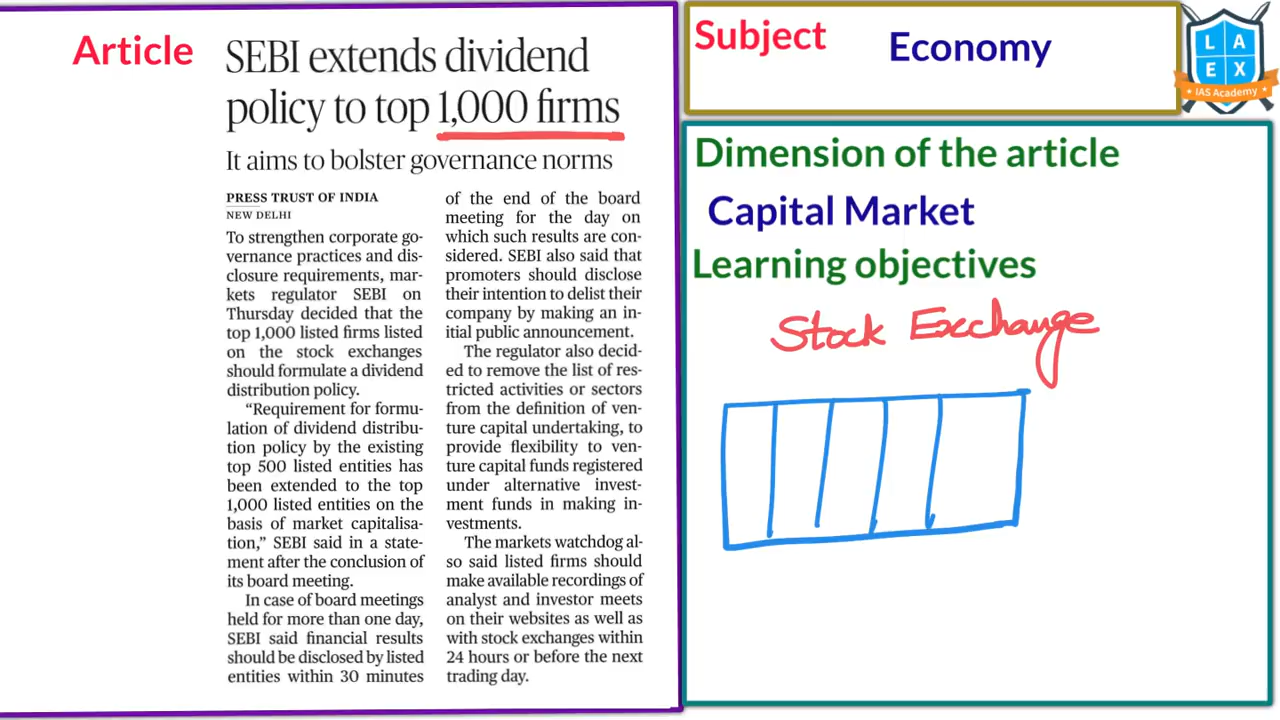 Article
SEBI extends dividend
policy to top 1,000 firms
It aims to bolster governance norms
PRESS TRUST OF INDIA
NEW DELHI
To strengthen corporate go-
vernance practices and dis-
closure requirements, mar-
kets regulator SEBI on
Thursday decided that the
top 1,000 listed firms listed
on the stock exchanges
should formulate a dividend
distribution policy.
“Requirement for formu-
lation of dividend distribu-
tion policy by the existing
top 500 listed entities has
been extended to the top
1,000 listed entities on the
basis of market capitalisa-
tion,” SEBI said in a state-
ment after the conclusion of
its board meeting.
In case of board meetings
held for more than one day,
SEBI said financial results
should be disclosed by listed
entities within 30 minutes
of the end of the board
meeting for the day on
which such results are con-
sidered. SEBI also said that
promoters should disclose
their intention to delist their
company by making an in-
itial public announcement.
The regulator also decid-
ed to remove the list of res-
tricted activities or sectors
from the definition of ven-
ture capital undertaking, to
provide flexibility to ven-
ture capital funds registered
under alternative invest-
ment funds in making in-
vestments.
The markets watchdog al-
so said listed firms should
make available recordings of
analyst and investor meets
on their websites as well as
with stock exchanges within
24 hours or before the next
trading day.
Subject
Economy
L A
E X
IAS Academy
Dimension of the article
Capital Market
Learning objectives
Stock Exchange